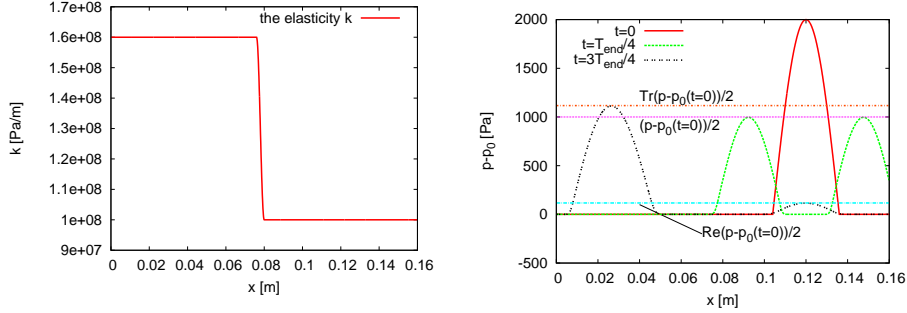 the elasticity k
1.7e+08
1.6e+08
1.5e+08
1.4e+08
1.3e+08
1.2e+08
1.1e+08
1.0e+08
9e+07
k [Pa/m]
0 0.02 0.04 0.06 0.08 0.1 0.12 0.14 0.16
x [m]
t=0
t=T_end/4
t=3T_end/4
Tr(p-p_0(t=0))/2
(p-p_0(t=0))/2
Re(p-p_0(t=0))/2
2000
1500
1000
500
0
-500
p-p_0 [Pa]
0 0.02 0.04 0.06 0.08 0.1 0.12 0.14 0.16
x [m]